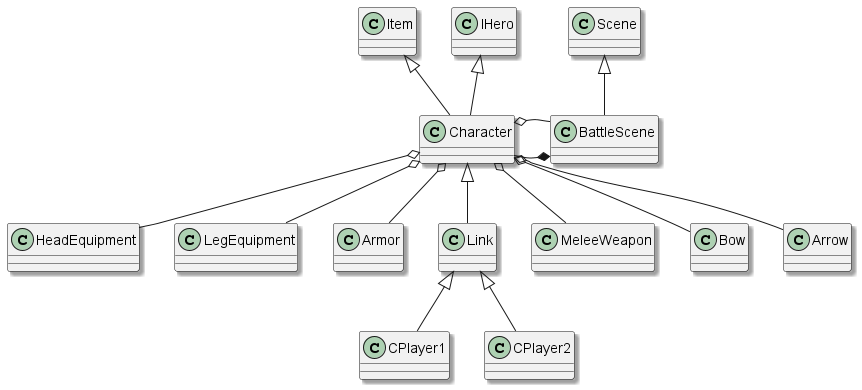 C Item
C IHero
C Scene
C Character
C BattleScene
C HeadEquipment
C LegEquipment
C Armor
C Link
C MeleeWeapon
C Bow
C Arrow
C CPlayer1
C CPlayer2